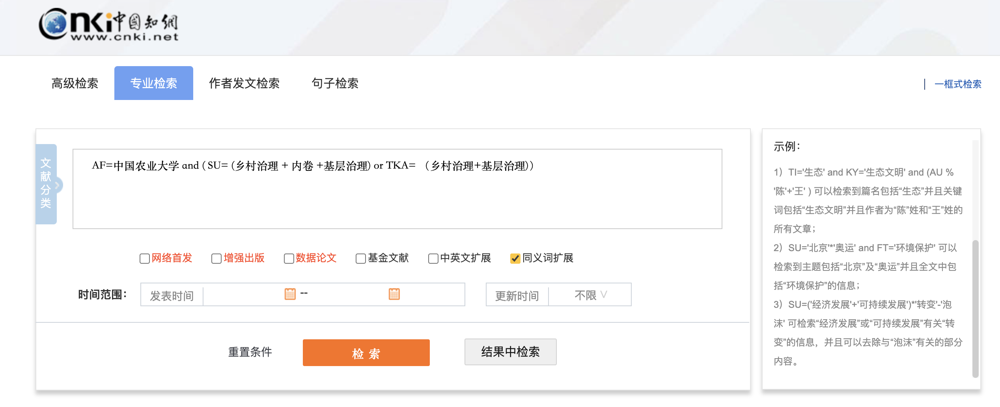 cnki中国知網
www.cnki.net
高级检索 专业检索 作者发文检索 句子检索 一框式检索
文献分类
AF=中国农业大学 and ( SU= (乡村治理 + 内卷 +基层治理) or TKA= （乡村治理+基层治理)）
网络首发 增强出版 数据论文 基金文献 中英文扩展 同义词扩展
时间范围： 发表时间 -- 更新时间 不限
重置条件 检索 结果中检索
示例：
1）TI='生态' and KY='生态文明' and (AU %
'陈'+'王' ) 可以检索到篇名包括“生态”并且关键
词包括“生态文明”并且作者为“陈”姓和“王”姓的
所有文章；
2）SU='北京'*'奥运' and FT='环境保护' 可以
检索到主题包括“北京”及“奥运”并且全文中包
括“环境保护”的信息；
3）SU=('经济发展'+'可持续发展')*'转变'-'泡
沫' 可检索“经济发展”或“可持续发展”有关“转
变”的信息，并且可以去除与“泡沫”有关的部分
内容。